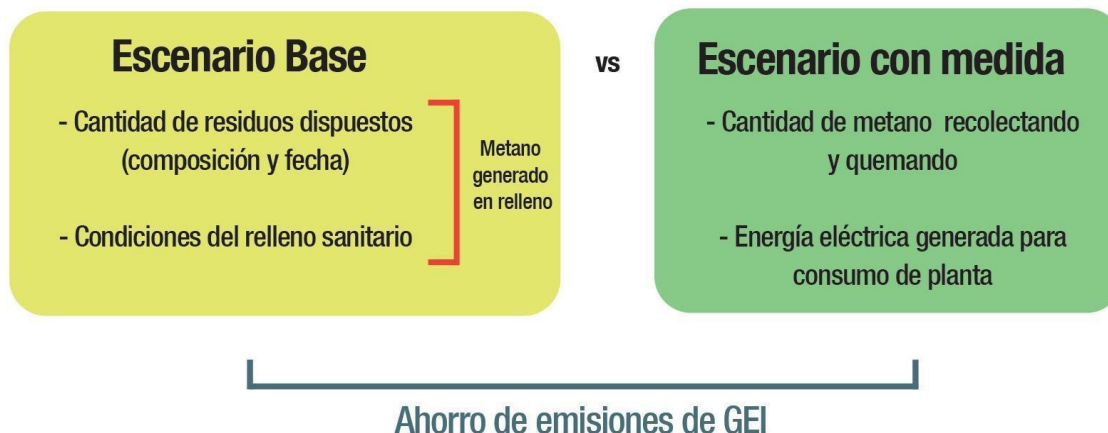 Escenario Base
- Cantidad de residuos dispuestos
(composición y fecha)
- Condiciones del relleno sanitario
Metano
generado
en relleno
vs
Escenario con medida
- Cantidad de metano recolectando
y quemando
- Energía eléctrica generada para
consumo de planta
Ahorro de emisiones de GEI